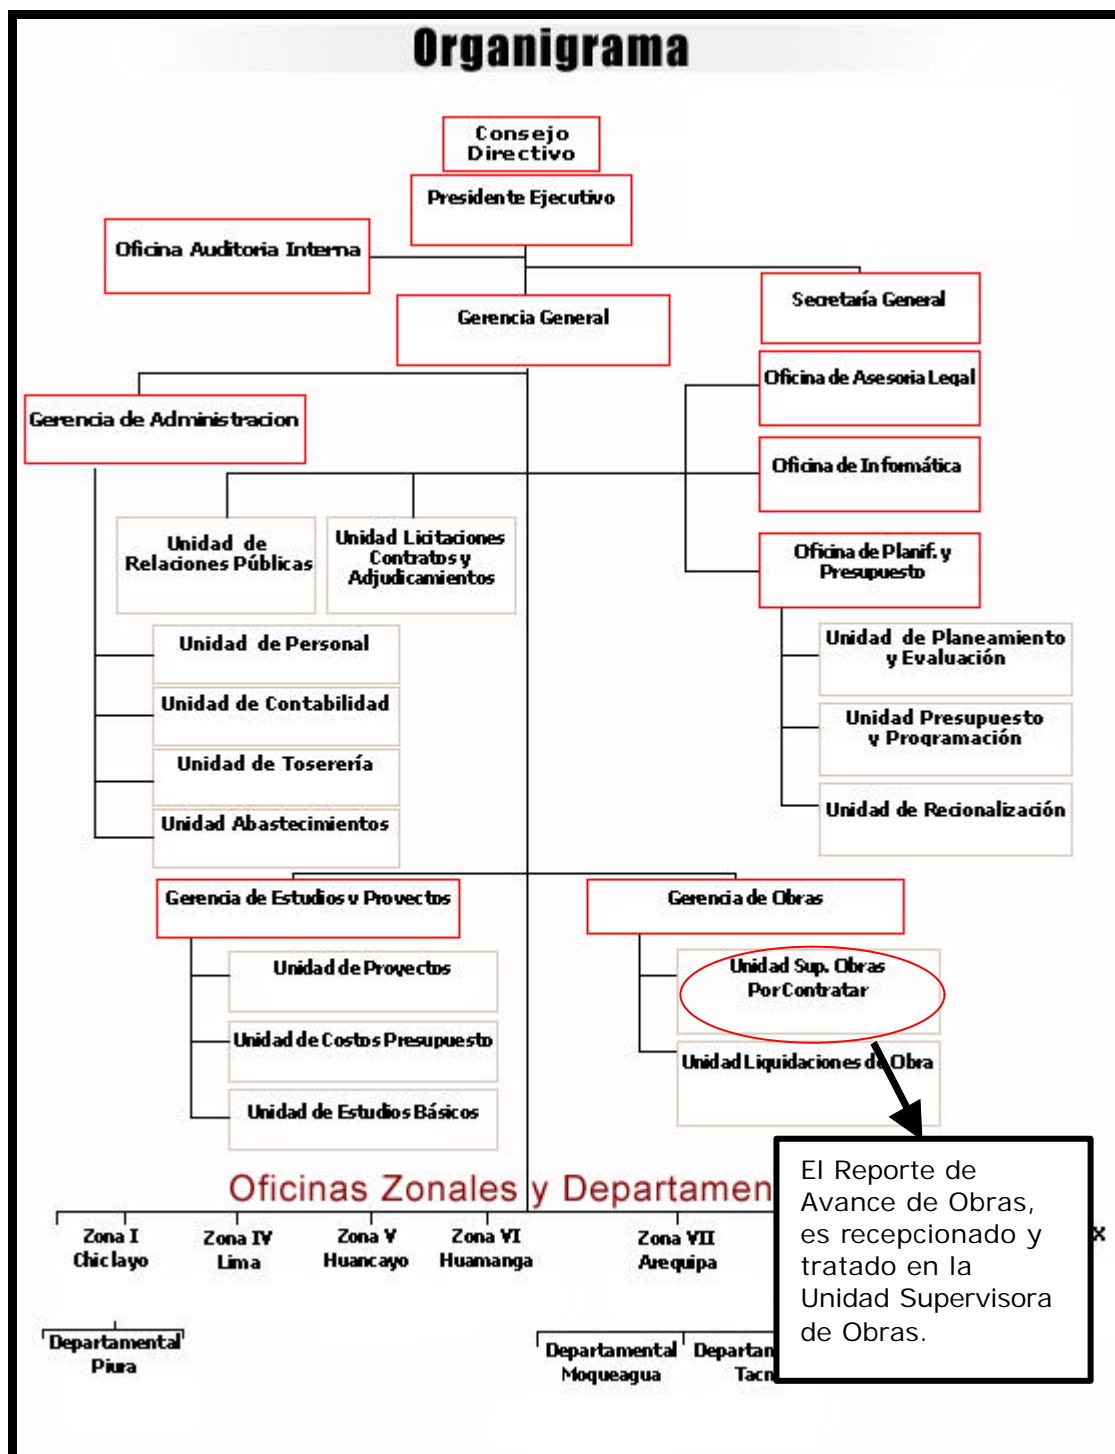 Organigrama
Consejo
Directivo
Presidente Ejecutivo
Oficina Auditoria Interna
Secretaría General
Gerencia General
Oficina de Asesoria Legal
Gerencia de Administracion
Oficina de Informática
Unidad de
Relaciones Públicas
Unidad Licitaciones
Contratos y
Adjudicamientos
Oficina de Planif. y
Presupuesto
Unidad de Personal
Unidad de Contabilidad
Unidad de Toserería
Unidad Abastecimientos
Unidad de Planeamiento
y Evaluación
Unidad Presupuesto
y Programación
Unidad de Recionalización
Gerencia de Estudios y Proyectos
Gerencia de Obras
Unidad de Proyectos
Unidad de Costos Presupuesto
Unidad de Estudios Básicos
Unidad Sup. Obras
Por Contratar
Unidad Liquidaciones de Obra
El Reporte de
Avance de Obras,
es recepcionado y
tratado en la
Unidad Supervisora
de Obras.
Oficinas Zonales y Departamen
Zona I
Chiclayo
Zona IV
Lima
Zona V
Huancayo
Zona VI
Huamanga
Zona VII
Arequipa
X
Departamental
Piura
Departamental
Moqueagua
Departam
Tacn